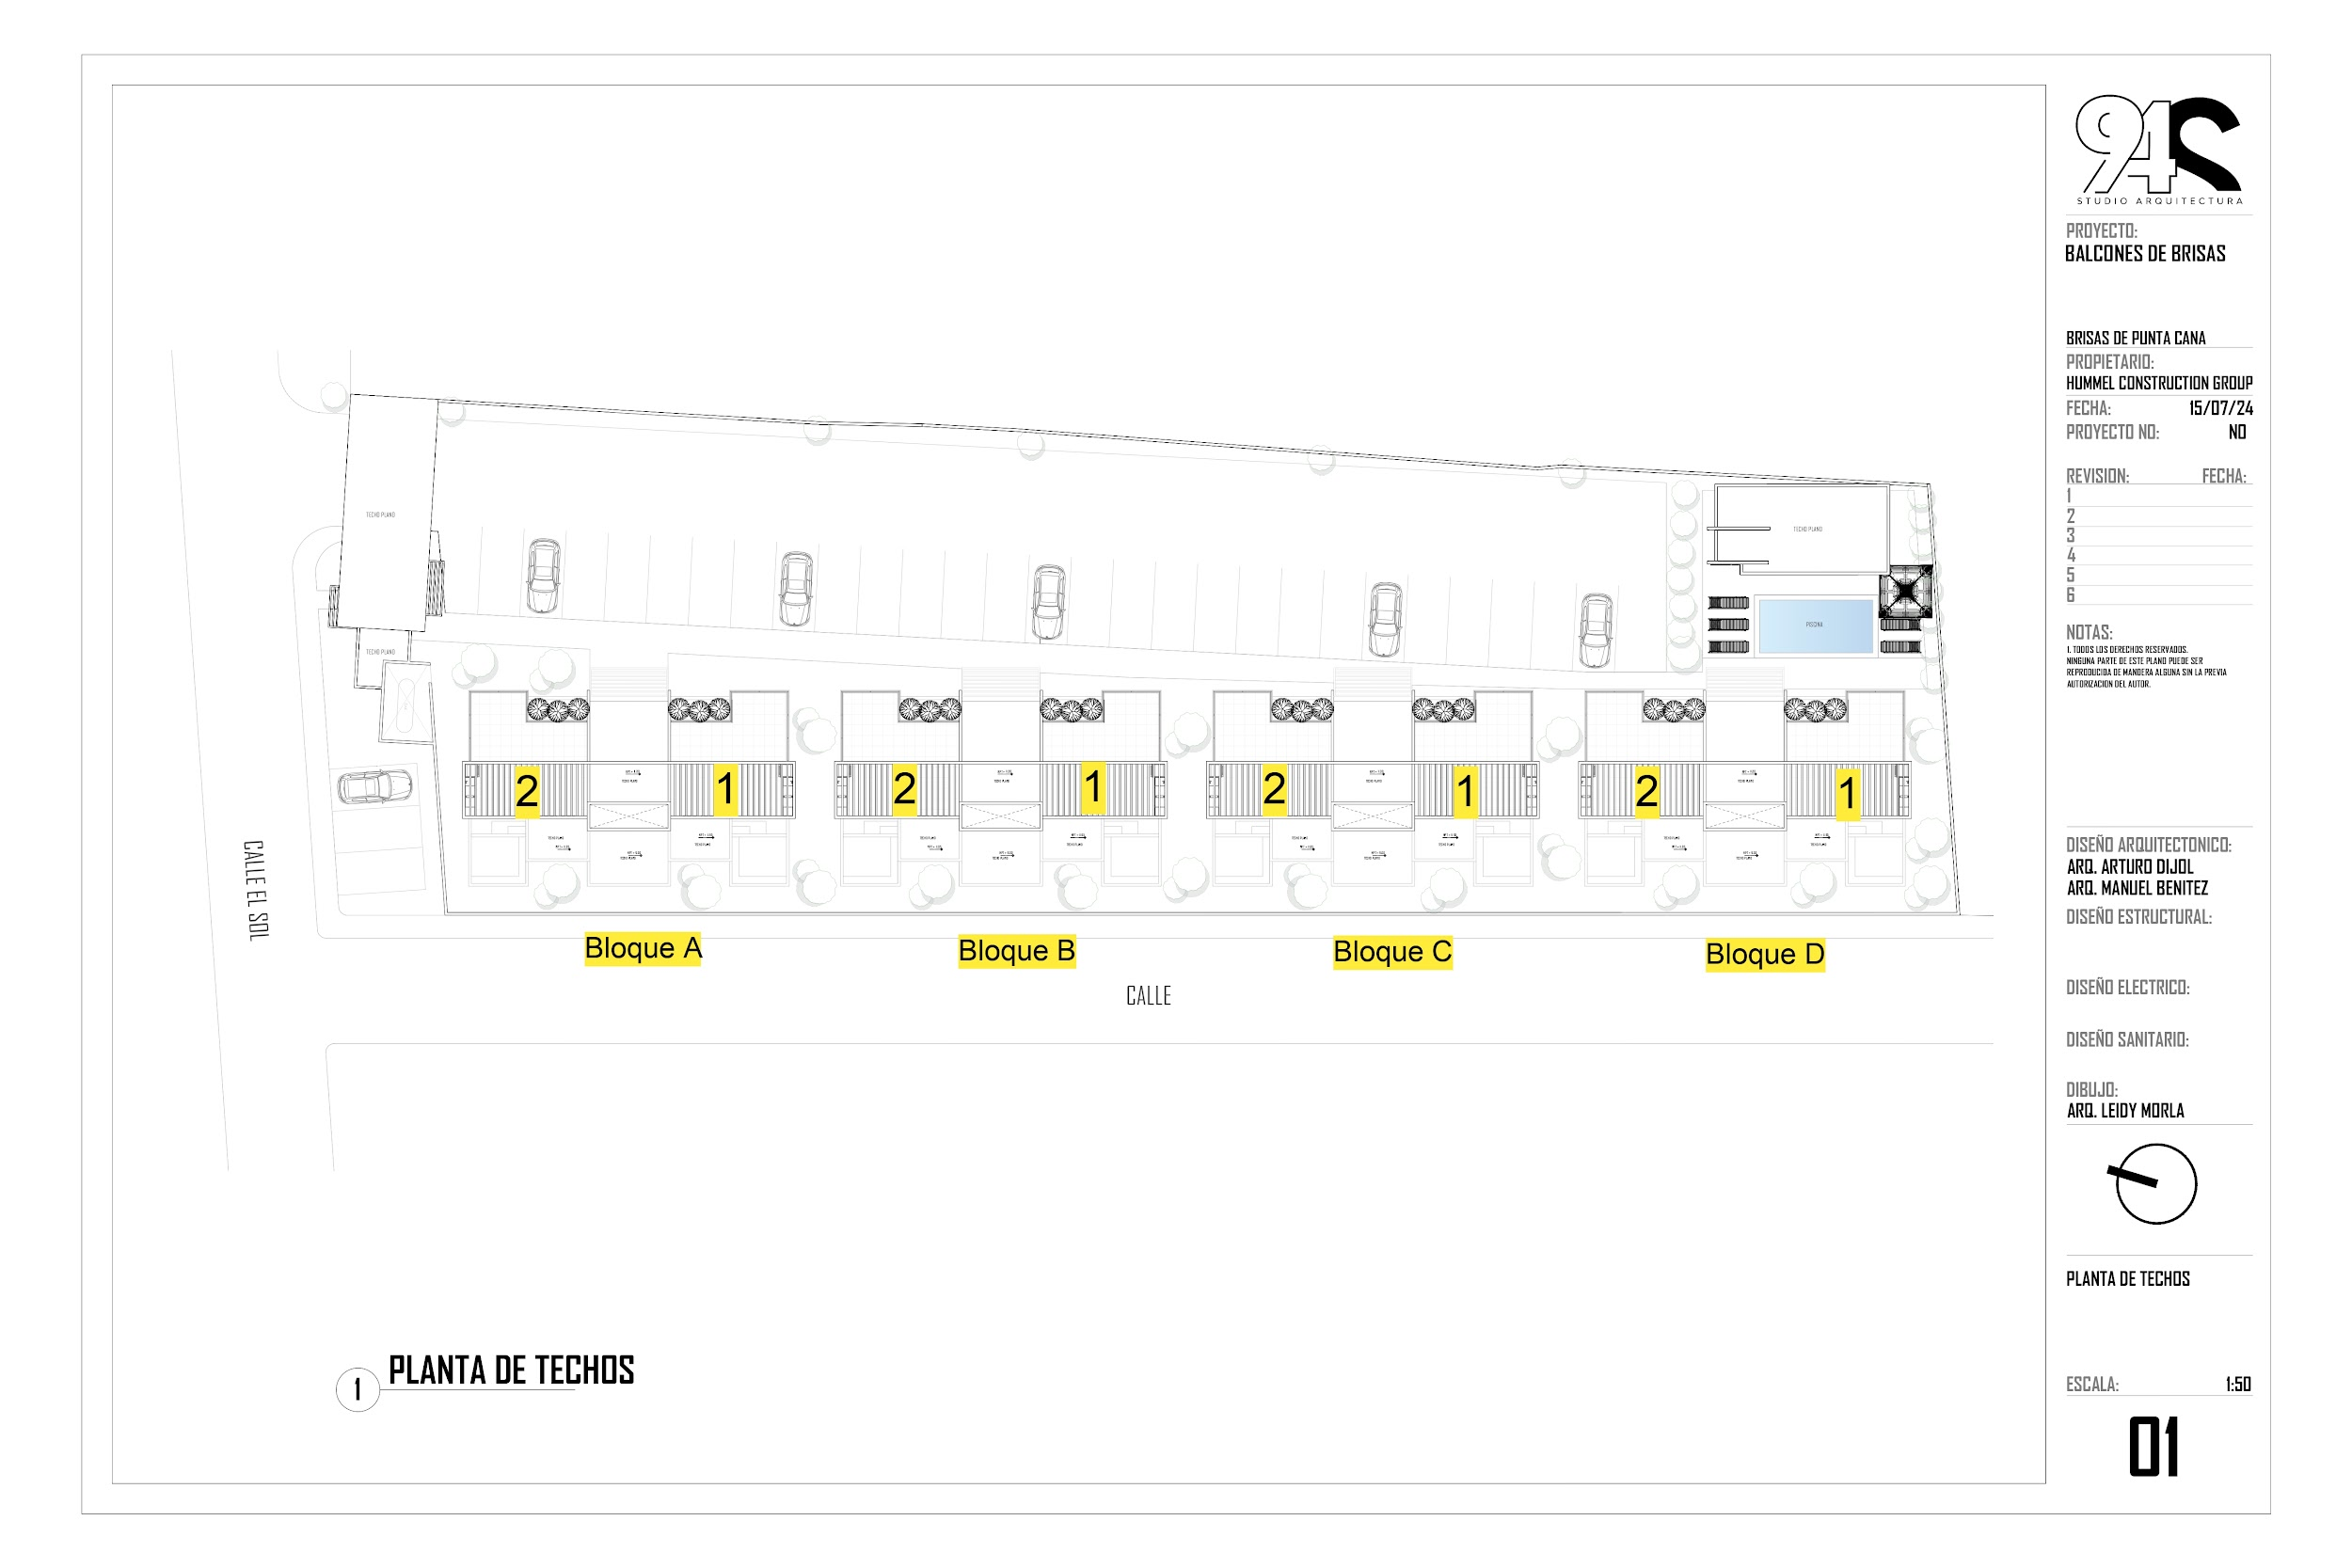 94S
STUDIO ARQUITECTURA
PROYECTO:
BALCONES DE BRISAS
BRISAS DE PUNTA CANA
PROPIETARIO:
HUMMEL CONSTRUCTION GROUP
FECHA: 15/07/24
PROYECTO NO: NO
REVISION: FECHA:
1
2
3
4
5
6
NOTAS:
1. TODOS LOS DERECHOS RESERVADOS.
NINGUNA PARTE DE ESTE PLANO PUEDE SER
REPRODUCIDA DE MANDERA ALGUNA SIN LA PREVIA
AUTORIZACION DEL AUTOR.
DISEÑO ARQUITECTONICO:
ARQ. ARTURO DIJOL
ARQ. MANUEL BENITEZ
DISEÑO ESTRUCTURAL:
DISEÑO ELECTRICO:
DISEÑO SANITARIO:
DIBUJO:
ARQ. LEIDY MORLA
PLANTA DE TECHOS
ESCALA: 1:50
01
TECHO PLANO
TECHO PLANO
TECHO PLANO
PISCINA
2 1 2 1 2 1 2 1
CALLE EL SOL
Bloque A Bloque B Bloque C Bloque D
CALLE
1 PLANTA DE TECHOS